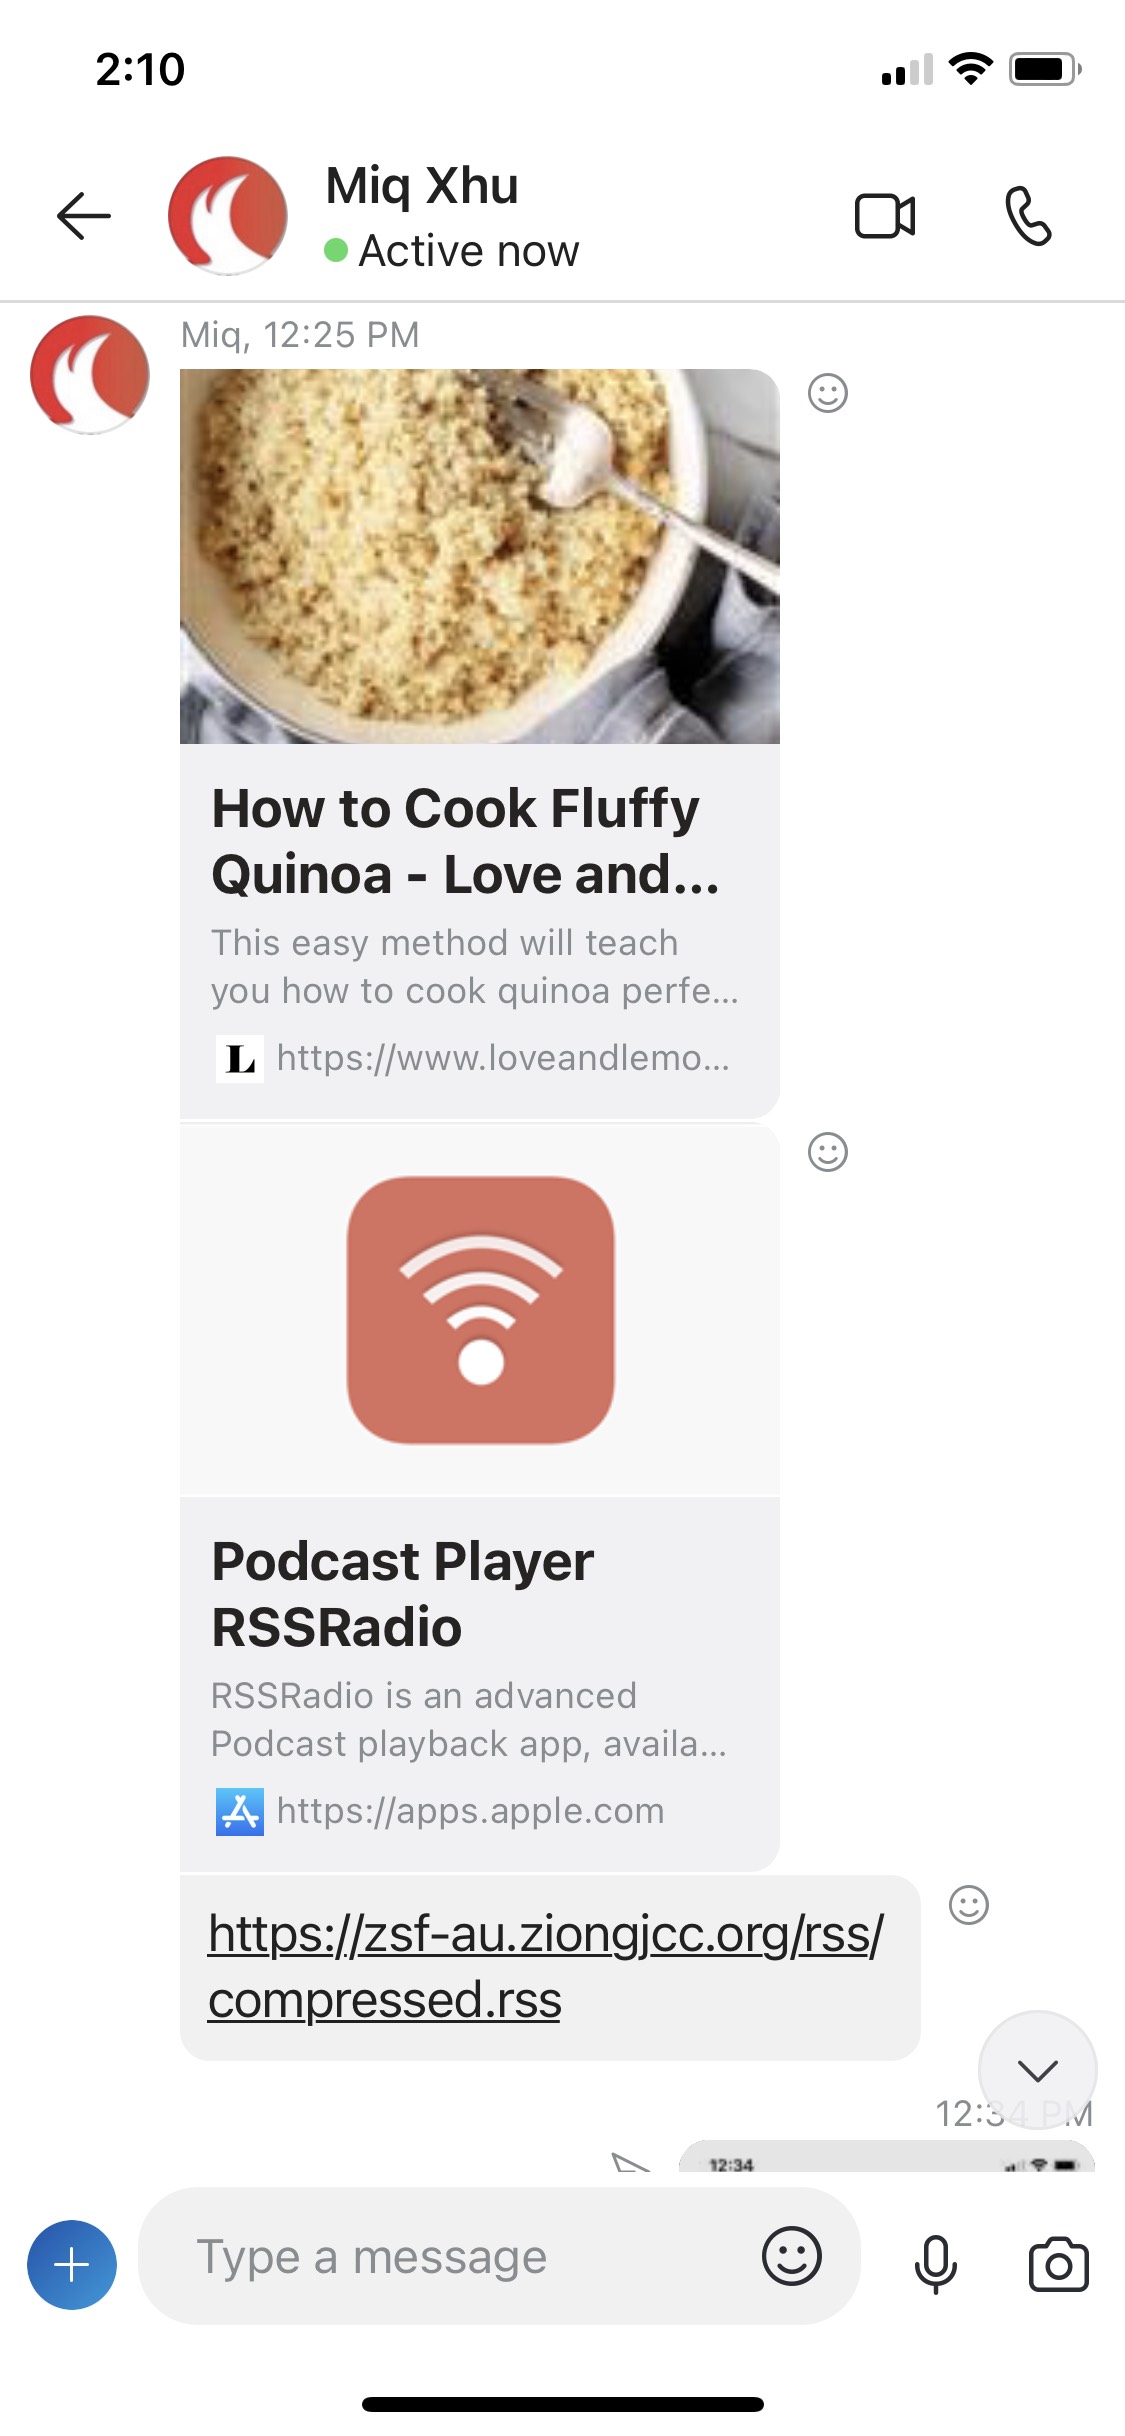 2:10
Miq Xhu
Active now
Miq, 12:25 PM
How to Cook Fluffy
Quinoa - Love and...
This easy method will teach
you how to cook quinoa perfe...
L https://www.loveandlemo...
Podcast Player
RSSRadio
RSSRadio is an advanced
Podcast playback app, availa...
https://apps.apple.com
https://zsf-au.ziongjcc.org/rss/
compressed.rss
12:34 PM
12:34
Type a message